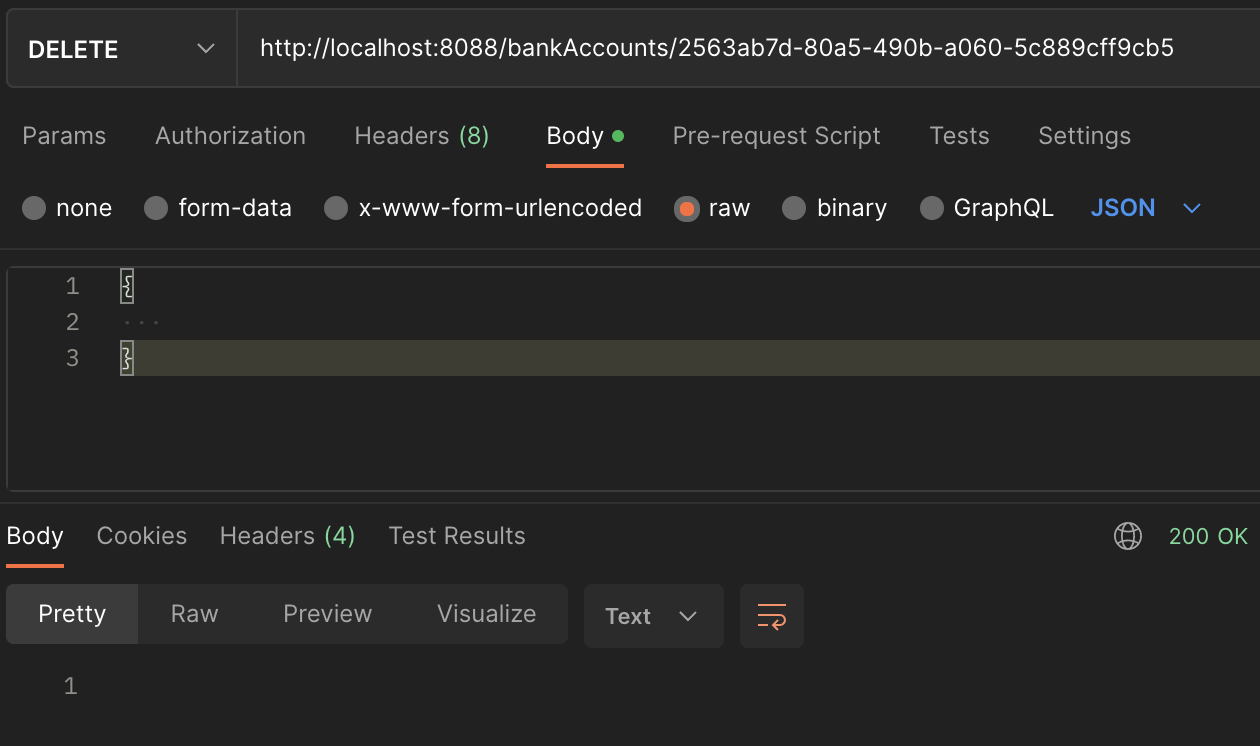 DELETE http://localhost:8088/bankAccounts/2563ab7d-80a5-490b-a060-5c889cff9cb5
Params Authorization Headers (8) Body Pre-request Script Tests Settings
none form-data x-www-form-urlencoded raw binary GraphQL JSON
1 {
2 ···
3 }
Body Cookies Headers (4) Test Results 200 OK
Pretty Raw Preview Visualize Text
1